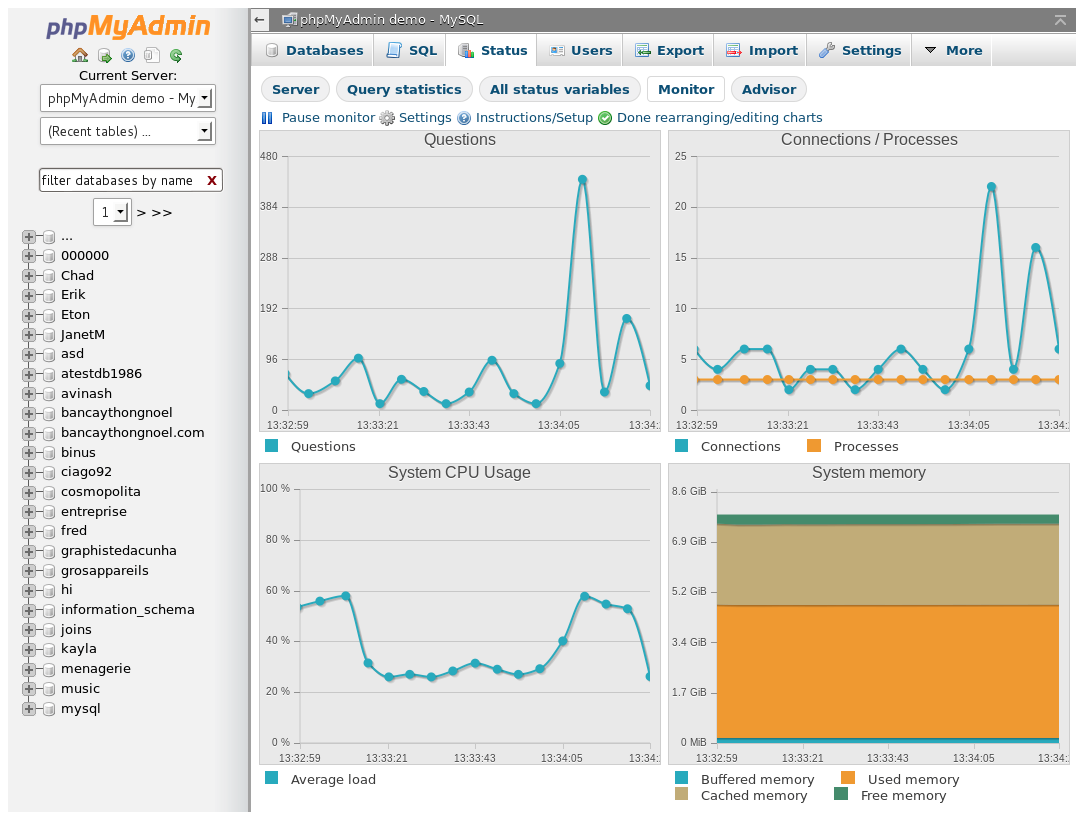 phpMyAdmin
Current Server:
phpMyAdmin demo - My
(Recent tables) ...
filter databases by name X
1 > >>
...
000000
Chad
Erik
Eton
JanetM
asd
atestdb1986
avinash
bancaythongnoel
bancaythongnoel.com
binus
ciago92
cosmopolita
entreprise
fred
graphistedacunha
grosappareils
hi
information_schema
joins
kayla
menagerie
music
mysql
phpMyAdmin demo - MySQL
Databases SQL Status Users Export Import Settings More
Server Query statistics All status variables Monitor Advisor
Pause monitor Settings Instructions/Setup Done rearranging/editing charts
Questions
480
384
288
192
96
0
13:32:59 13:33:21 13:33:43 13:34:05 13:34:
Questions
Connections / Processes
25
20
15
10
5
0
13:32:59 13:33:21 13:33:43 13:34:05 13:34:
Connections Processes
System CPU Usage
100 %
80 %
60 %
40 %
20 %
0 %
13:32:59 13:33:21 13:33:43 13:34:05 13:34:
Average load
System memory
8.6 GiB
6.9 GiB
5.2 GiB
3.4 GiB
1.7 GiB
0 MiB
13:32:59 13:33:21 13:33:43 13:34:05 13:34:
Buffered memory Used memory
Cached memory Free memory